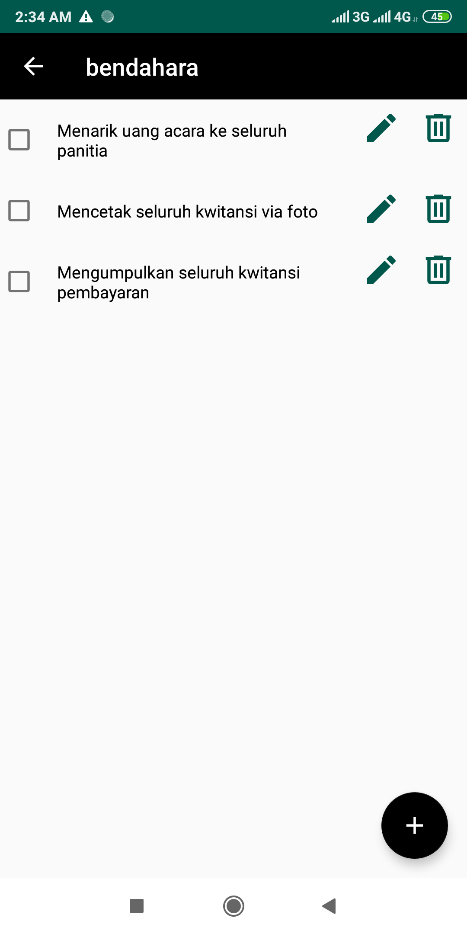 2:34 AM 3G 4G 45
bendahara
Menarik uang acara ke seluruh
panitia
Mencetak seluruh kwitansi via foto
Mengumpulkan seluruh kwitansi
pembayaran
+